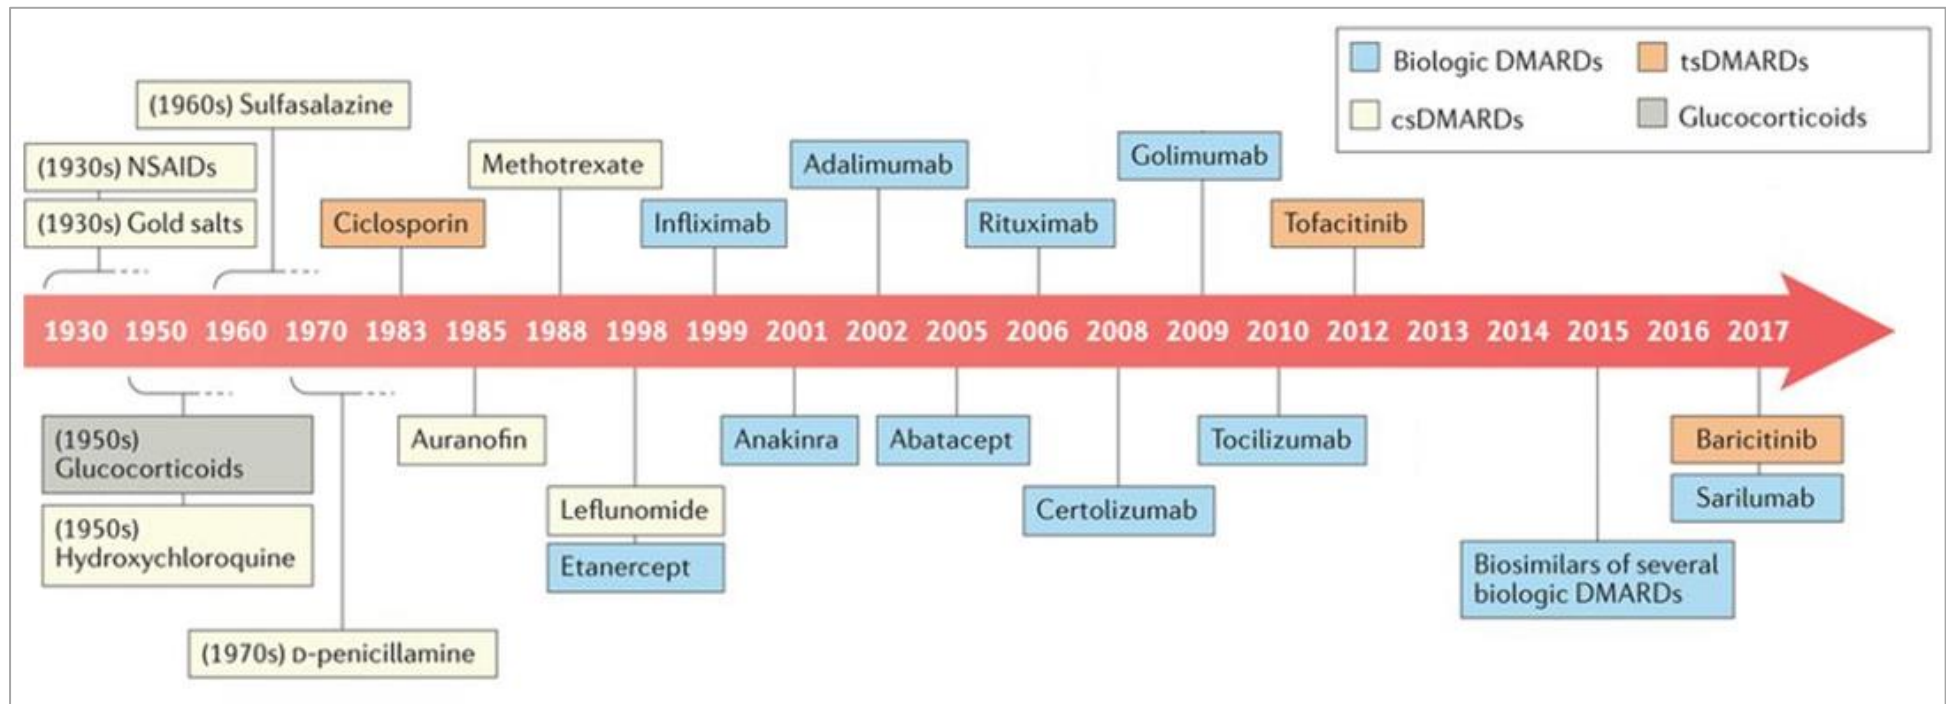 Biologic DMARDs
tsDMARDs
csDMARDs
Glucocorticoids
(1960s) Sulfasalazine
(1930s) NSAIDs
(1930s) Gold salts
Ciclosporin
Methotrexate
Infliximab
Adalimumab
Rituximab
Golimumab
Tofacitinib
1930 1950 1960 1970 1983 1985 1988 1998 1999 2001 2002 2005 2006 2008 2009 2010 2012 2013 2014 2015 2016 2017
(1950s)
Glucocorticoids
(1950s)
Hydroxychloroquine
(1970s) D-penicillamine
Auranofin
Leflunomide
Etanercept
Anakinra
Abatacept
Certolizumab
Tocilizumab
Biosimilars of several
biologic DMARDs
Baricitinib
Sarilumab